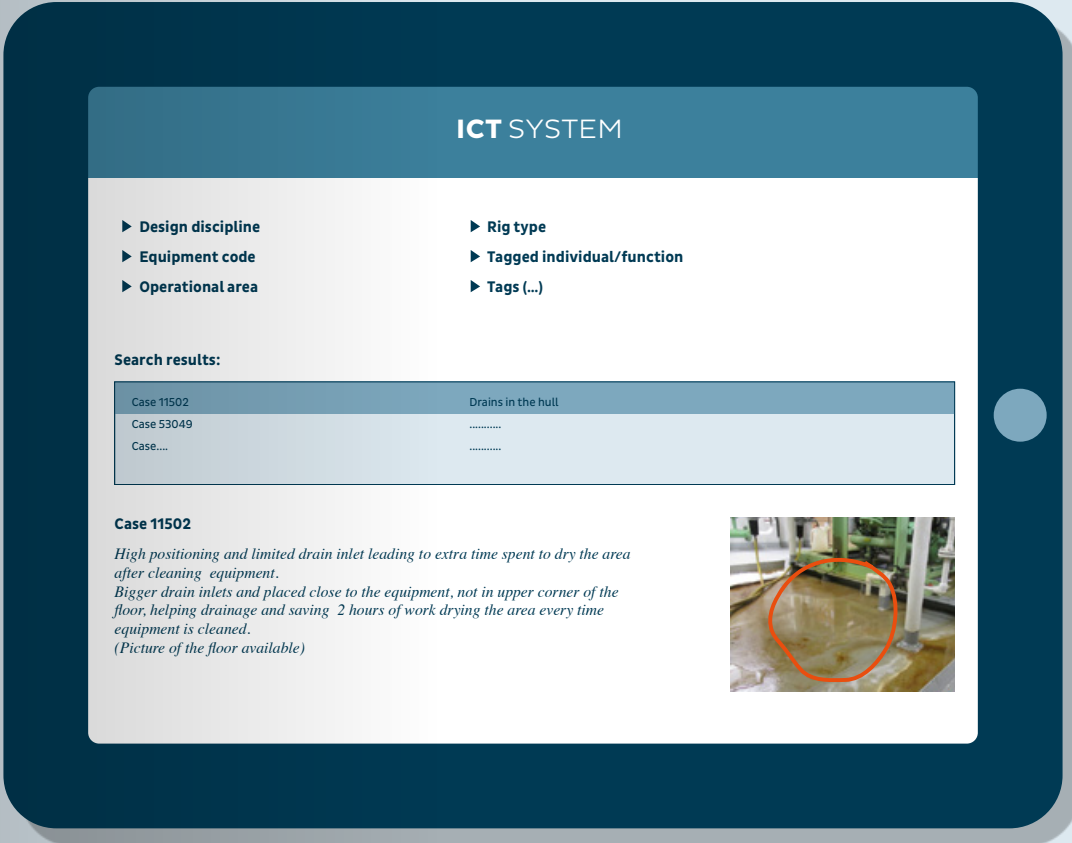 ICT SYSTEM
Design discipline
Rig type
Equipment code
Tagged individual/function
Operational area
Tags (...)
Search results:
Case 11502 Drains in the hull
Case 53049 ...........
Case.... ...........
Case 11502
High positioning and limited drain inlet leading to extra time spent to dry the area
after cleaning equipment.
Bigger drain inlets and placed close to the equipment, not in upper corner of the
floor, helping drainage and saving 2 hours of work drying the area every time
equipment is cleaned.
(Picture of the floor available)